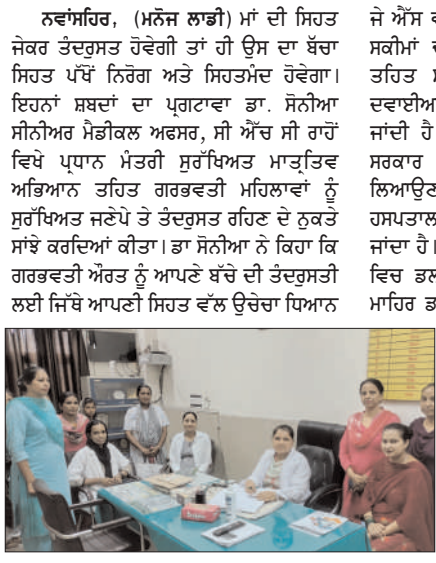 ਨਵਾਂਸਹਿਰ, (ਮਨੋਜ ਲਾਡੀ) ਮਾਂ ਦੀ ਸਿਹਤ
ਜੇਕਰ ਤੰਦਰੁਸਤ ਹੋਵੇਗੀ ਤਾਂ ਹੀ ਉਸ ਦਾ ਬੱਚਾ
ਸਿਹਤ ਪੱਖੋਂ ਨਿਰੋਗ ਅਤੇ ਸਿਹਤਮੰਦ ਹੋਵੇਗਾ।
ਇਹਨਾਂ ਸ਼ਬਦਾਂ ਦਾ ਪ੍ਰਗਟਾਵਾ ਡਾ. ਸੋਨੀਆ
ਸੀਨੀਅਰ ਮੈਡੀਕਲ ਅਫਸਰ, ਸੀ ਐੱਚ ਸੀ ਰਾਹੋਂ
ਵਿਖੇ ਪ੍ਰਧਾਨ ਮੰਤਰੀ ਸੁਰੱਖਿਅਤ ਮਾਤ੍ਰਤਿਵ
ਅਭਿਆਨ ਤਹਿਤ ਗਰਭਵਤੀ ਮਹਿਲਾਵਾਂ ਨੂੰ
ਸੁਰੱਖਿਅਤ ਜਣੇਪੇ ਤੇ ਤੰਦਰੁਸਤ ਰਹਿਣ ਦੇ ਨੁਕਤੇ
ਸਾਂਝੇ ਕਰਦਿਆਂ ਕੀਤਾ। ਡਾ ਸੋਨੀਆ ਨੇ ਕਿਹਾ ਕਿ
ਗਰਭਵਤੀ ਔਰਤ ਨੂੰ ਆਪਣੇ ਬੱਚੇ ਦੀ ਤੰਦਰੁਸਤੀ
ਲਈ ਜਿੱਥੇ ਆਪਣੀ ਸਿਹਤ ਵੱਲ ਉਚੇਚਾ ਧਿਆਨ
ਜੇ ਐੱਸ
ਸਕੀਮਾਂ
ਤਹਿਤ
ਦਵਾਈਆਂ
ਜਾਂਦੀ ਹੈ
ਸਰਕਾਰ
ਲਿਆਉਣ
ਹਸਪਤਾਲ
ਜਾਂਦਾ ਹੈ।
ਵਿਚ
ਮਾਹਿਰ